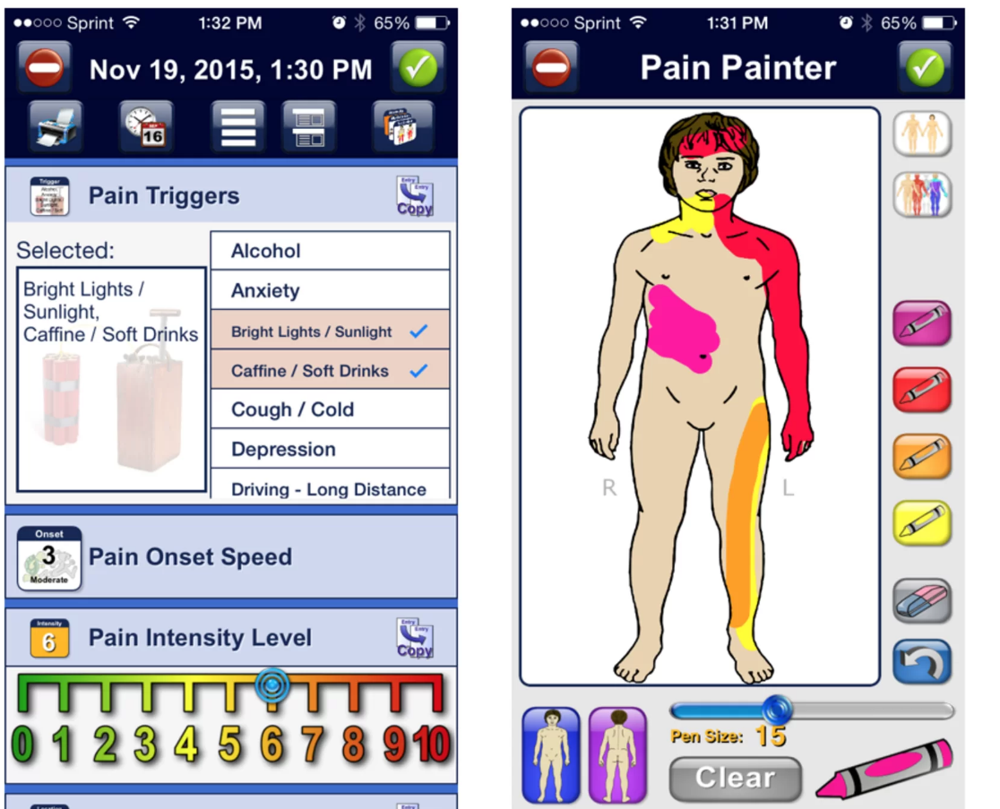 Sprint 1:32 PM 65%
Nov 19, 2015, 1:30 PM
16
Trigger
Pain Triggers
Entry
Entry
Copy
Selected:
Bright Lights /
Sunlight,
Caffine / Soft Drinks
Alcohol
Anxiety
Bright Lights / Sunlight
Caffine / Soft Drinks
Cough / Cold
Depression
Driving - Long Distance
Onset
3
Moderate
Pain Onset Speed
Intensity
6
Pain Intensity Level
Entry
Entry
Copy
0 1 2 3 4 5 6 7 8 9 10
Location
Entry
Sprint 1:31 PM 65%
Pain Painter
R L
Pen Size: 15
Clear